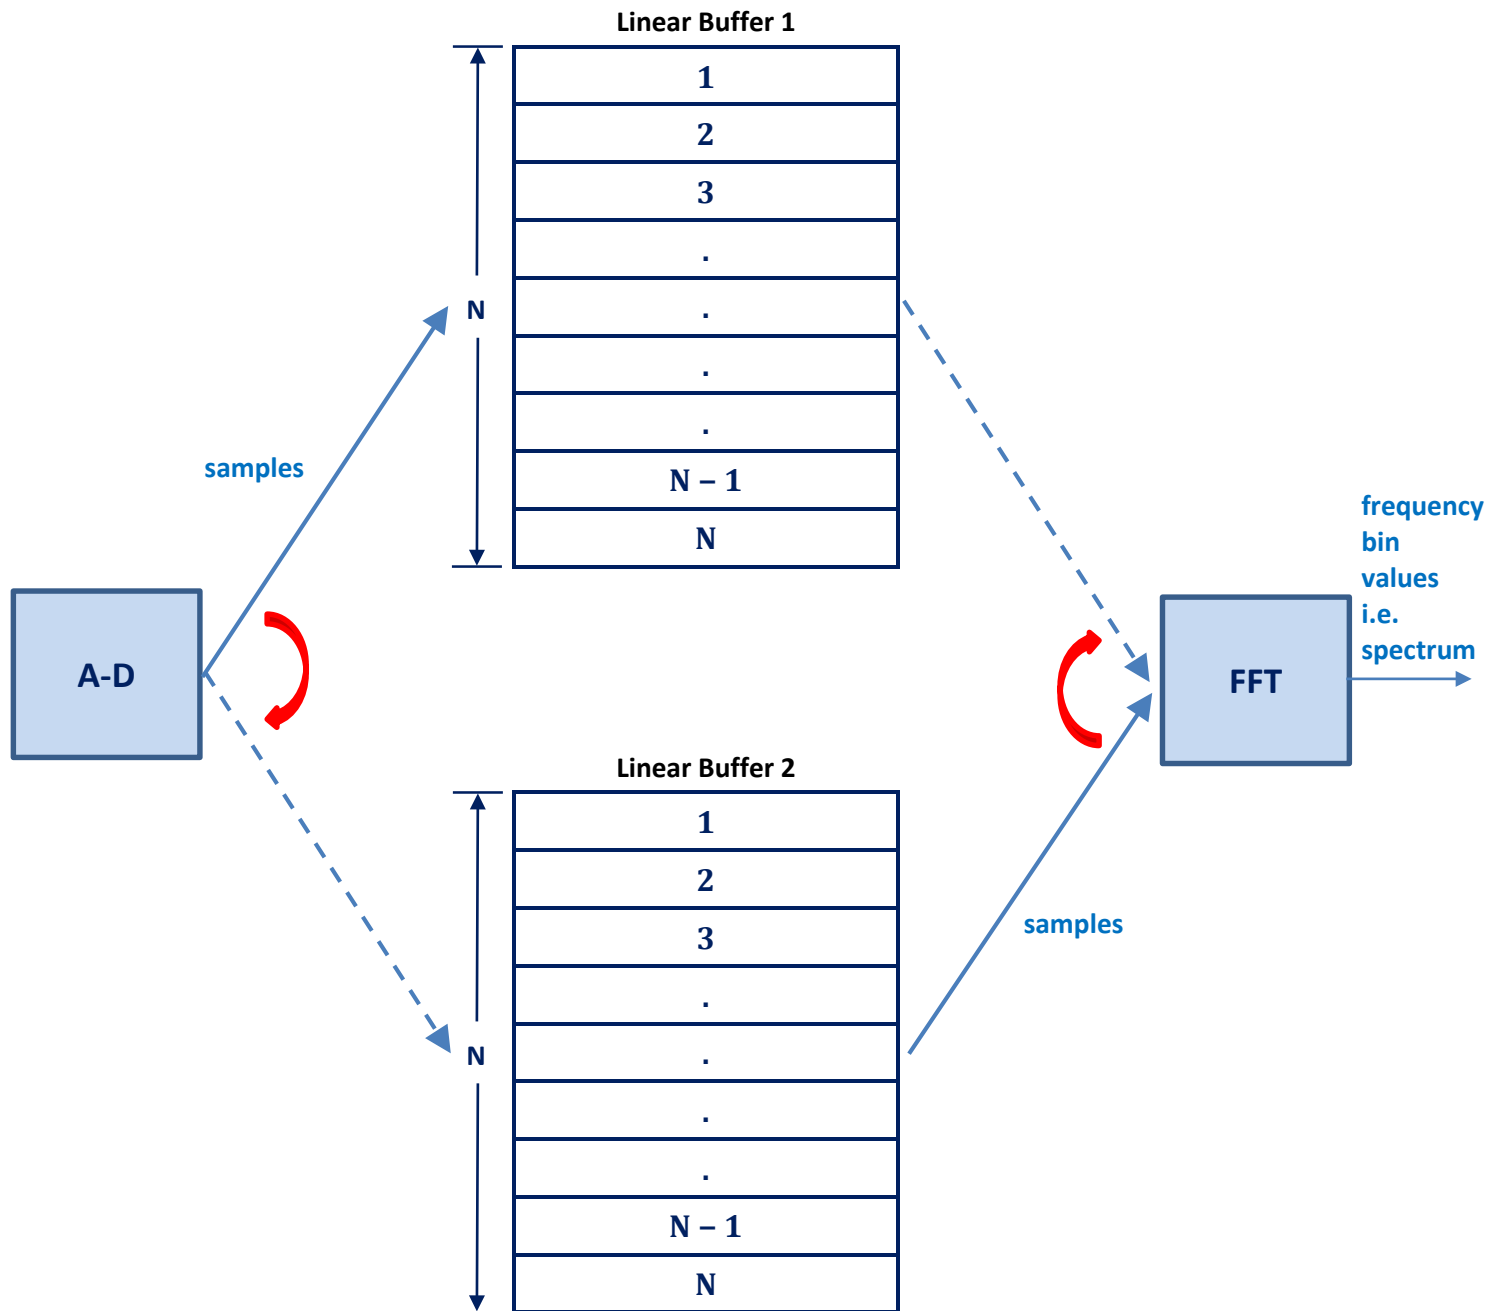 Linear Buffer 1
1
2
3
.
.
.
.
N – 1
N
N
samples
A-D
frequency
bin
values
i.e.
spectrum
FFT
Linear Buffer 2
1
2
3
.
.
.
.
N – 1
N
N
samples